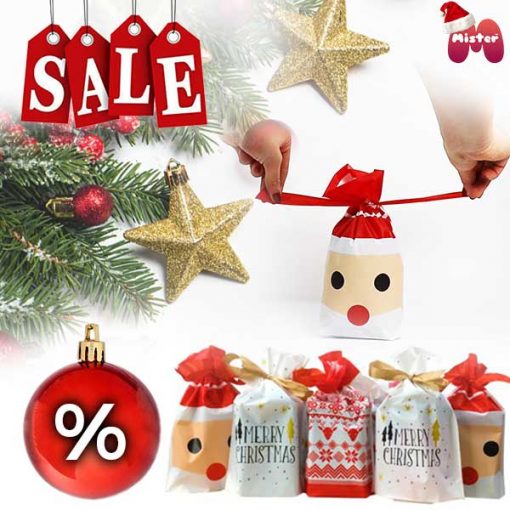 SALE
Mister
M
%
MERRY
CHRISTMAS
MERRY
CHRISTMAS